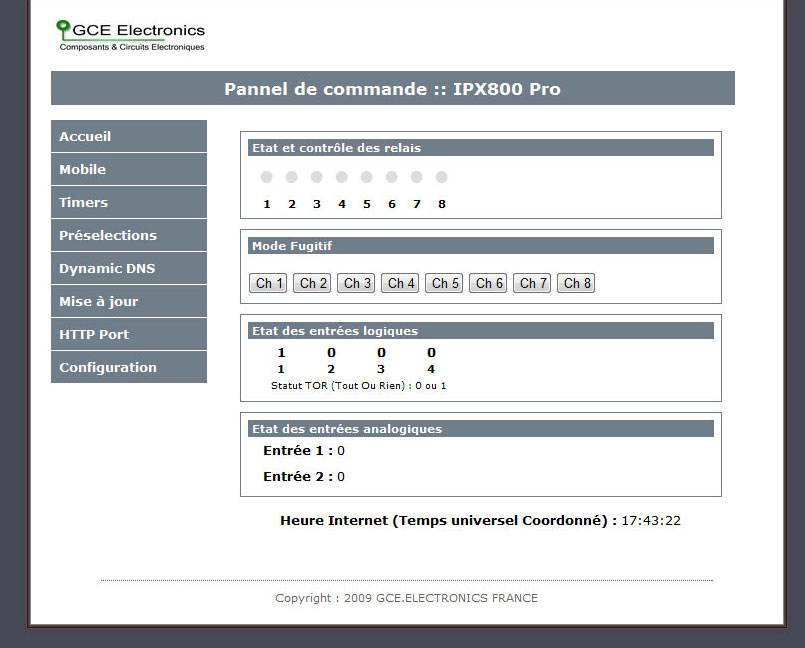 GCE Electronics
Composants & Circuits Electroniques
Pannel de commande :: IPX800 Pro
Accueil
Mobile
Timers
Préselections
Dynamic DNS
Mise à jour
HTTP Port
Configuration
Etat et contrôle des relais
1 2 3 4 5 6 7 8
Mode Fugitif
Ch 1 Ch 2 Ch 3 Ch 4 Ch 5 Ch 6 Ch 7 Ch 8
Etat des entrées logiques
1 0 0 0
1 2 3 4
Statut TOR (Tout Ou Rien) : 0 ou 1
Etat des entrées analogiques
Entrée 1 : 0
Entrée 2 : 0
Heure Internet (Temps universel Coordonné) : 17:43:22
Copyright : 2009 GCE.ELECTRONICS FRANCE